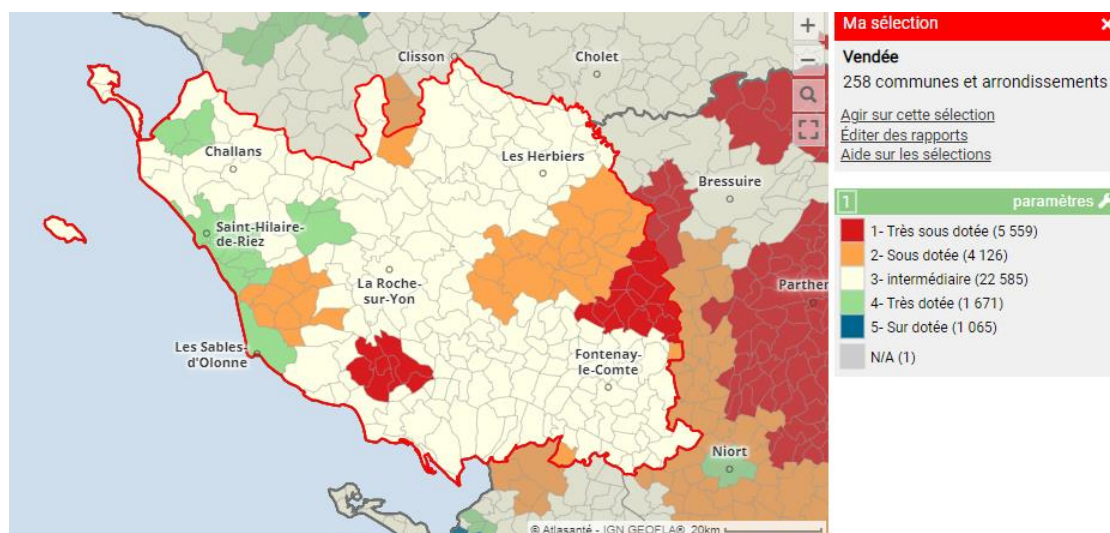 Clisson
Cholet
Challans
Les Herbiers
Bressuire
Saint-Hilaire-
de-Riez
La Roche-
sur-Yon
Parthen
Les Sables-
d'Olonne
Fontenay-
le-Comte
Niort
© Atlasanté - IGN GEOFLA® 20km
+
−
Ma sélection ×
Vendée
258 communes et arrondissements
Agir sur cette sélection
Éditer des rapports
Aide sur les sélections
1 paramètres
1- Très sous dotée (5 559)
2- Sous dotée (4 126)
3- intermédiaire (22 585)
4- Très dotée (1 671)
5- Sur dotée (1 065)
N/A (1)